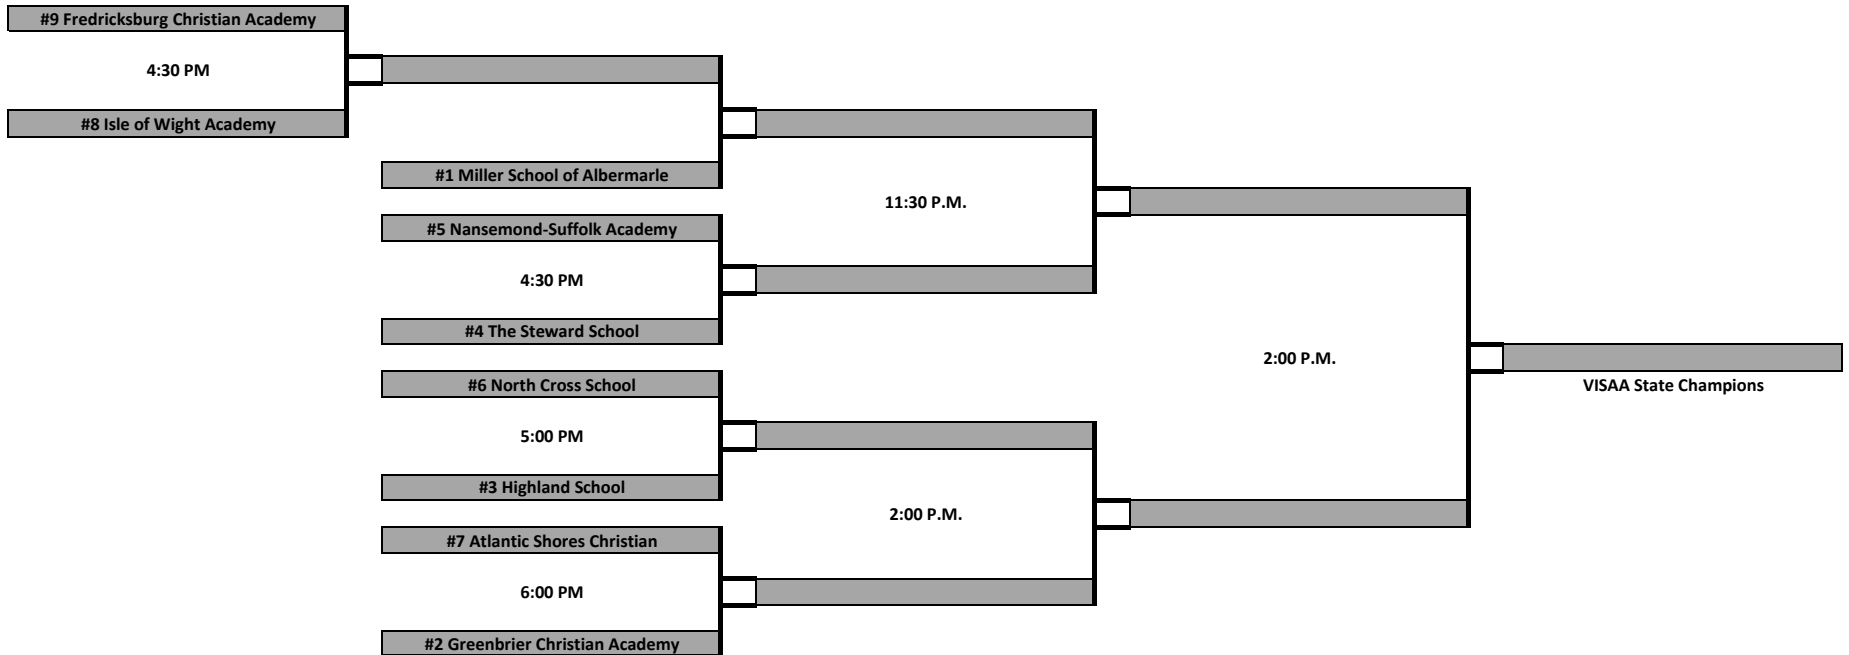 #9 Fredricksburg Christian Academy
4:30 PM
#8 Isle of Wight Academy
#1 Miller School of Albermarle
#5 Nansemond-Suffolk Academy
4:30 PM
#4 The Steward School
#6 North Cross School
5:00 PM
#3 Highland School
#7 Atlantic Shores Christian
6:00 PM
#2 Greenbrier Christian Academy
11:30 P.M.
2:00 P.M.
2:00 P.M.
VISAA State Champions